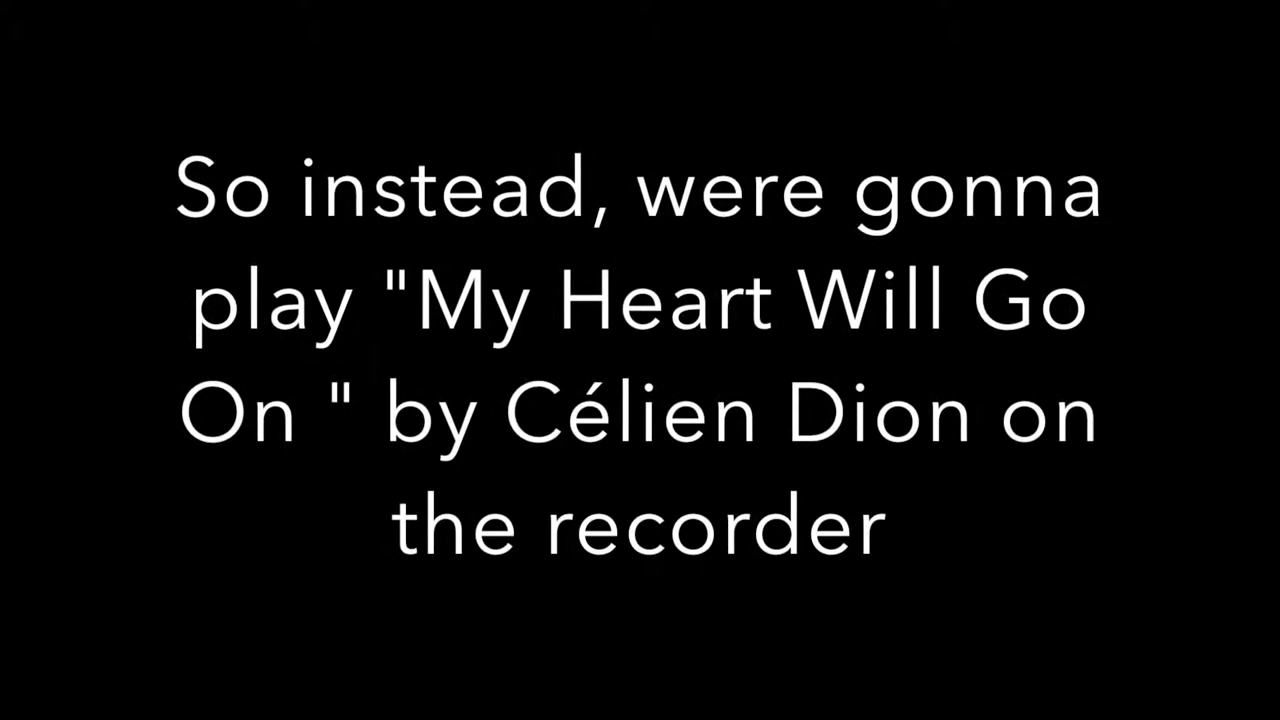 So instead, were gonna
play "My Heart Will Go
On " by Célien Dion on
the recorder